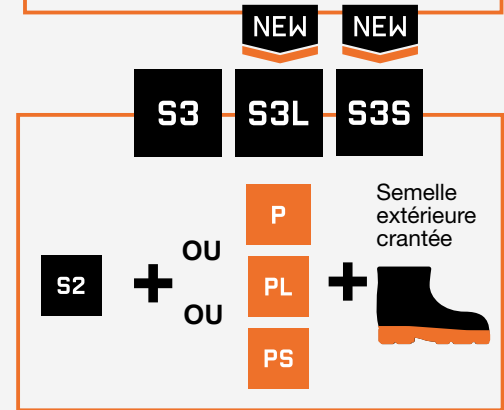 NEW NEW
S3 S3L S3S
Semelle
extérieure
crantée
P
OU
S2 + PL +
OU
PS